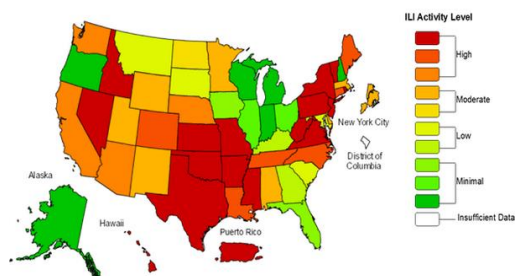 ILI Activity Level
High
Moderate
Low
Minimal
Insufficient Data
New York City
District of
Columbia
Alaska
Hawaii
Puerto Rico